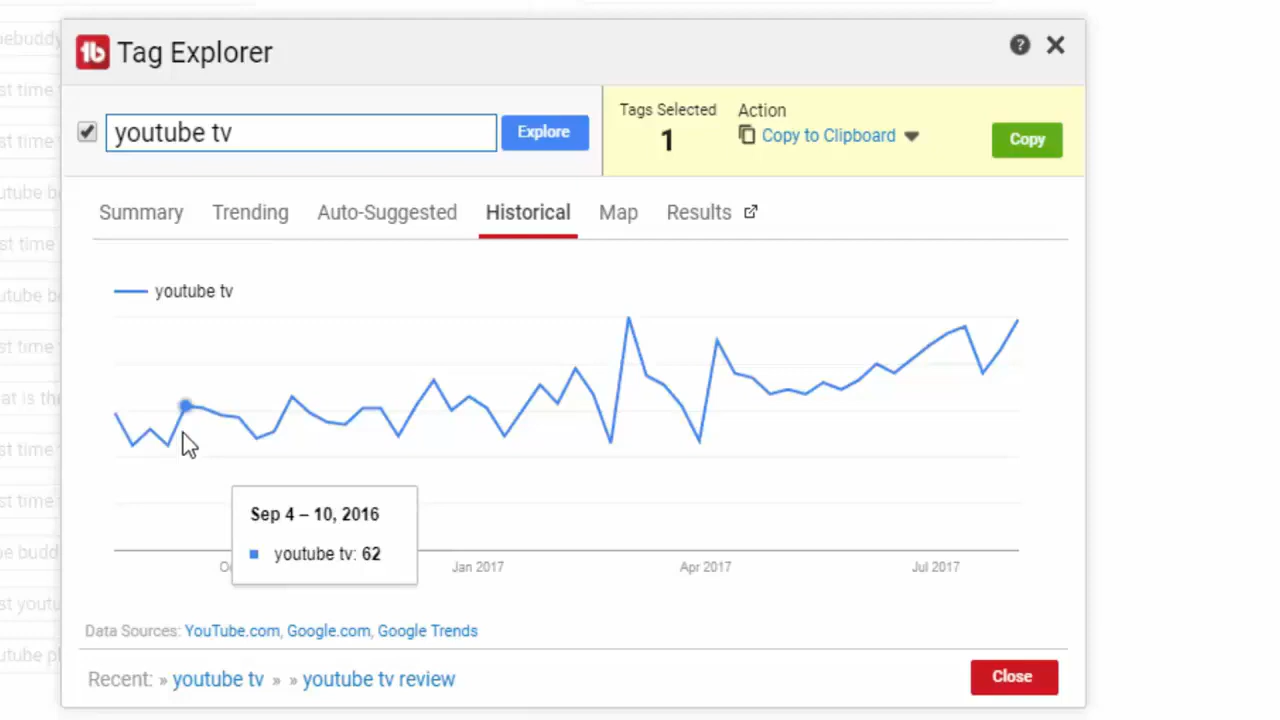 1b Tag Explorer
?
youtube tv
Explore
Tags Selected
1
Action
Copy to Clipboard
Copy
Summary
Trending
Auto-Suggested
Historical
Map
Results
youtube tv
Sep 4 – 10, 2016
youtube tv: 62
Jan 2017
Apr 2017
Jul 2017
Data Sources: YouTube.com, Google.com, Google Trends
Recent: » youtube tv » » youtube tv review
Close